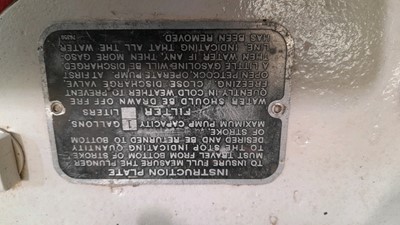 INSTRUCTION PLATE
TO INSURE FULL MEASURE THE PLUNGER
MUST TRAVEL FROM BOTTOM OF STROKE
TO THE STOP INDICATING QUANTITY
DESIRED AND BE RETURNED TO BOTTOM
OF STROKE
MAXIMUM PUMP CAPACITY GALLONS
LITERS
FILTER
WATER SHOULD BE DRAWN OFF FRE
QUENTLY IN COLD WEATHER TO PREVENT
FREEZING. CLOSE DISCHARGE VALVE
OPEN PETCOCK OPERATE PUMP. AT FIRST
A LITTLE GASOLINE WILL BE DISCHARGED
THEN WATER, IF ANY, THEN MORE GASO
LINE INDICATING THAT ALL THE WATER
HAS BEEN REMOVED